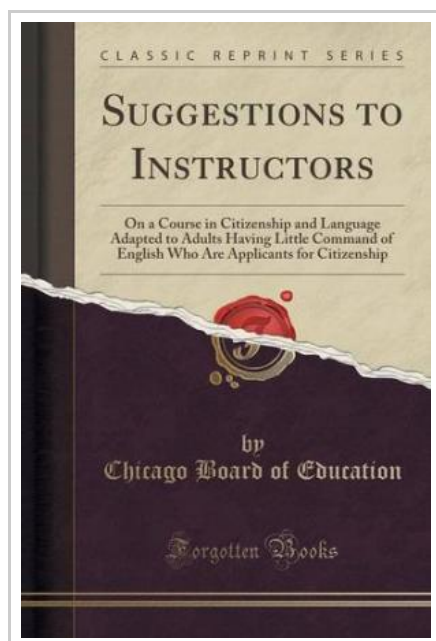 CLASSIC REPRINT SERIES
SUGGESTIONS TO
INSTRUCTORS
On a Course in Citizenship and Language
Adapted to Adults Having Little Command of
English Who Are Applicants for Citizenship
F
by
Chicago Board of Education
Forgotten Books